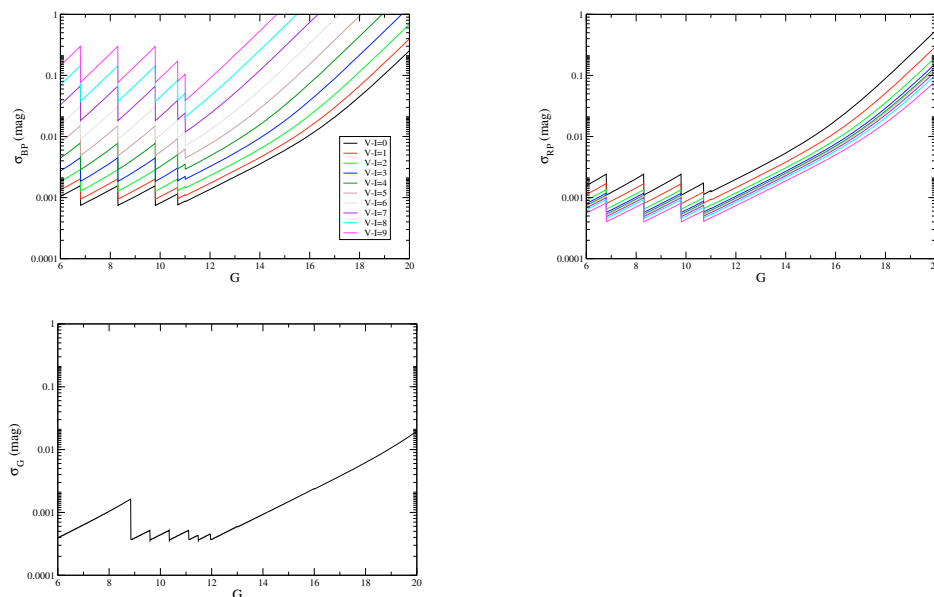 1
0.1
0.01
0.001
0.0001
σBP (mag)
6 8 10 12 14 16 18 20
G
V-I=0
V-I=1
V-I=2
V-I=3
V-I=4
V-I=5
V-I=6
V-I=7
V-I=8
V-I=9
1
0.1
0.01
0.001
0.0001
σRP (mag)
6 8 10 12 14 16 18 20
G
1
0.1
0.01
0.001
0.0001
σG (mag)
6 8 10 12 14 16 18 20
G